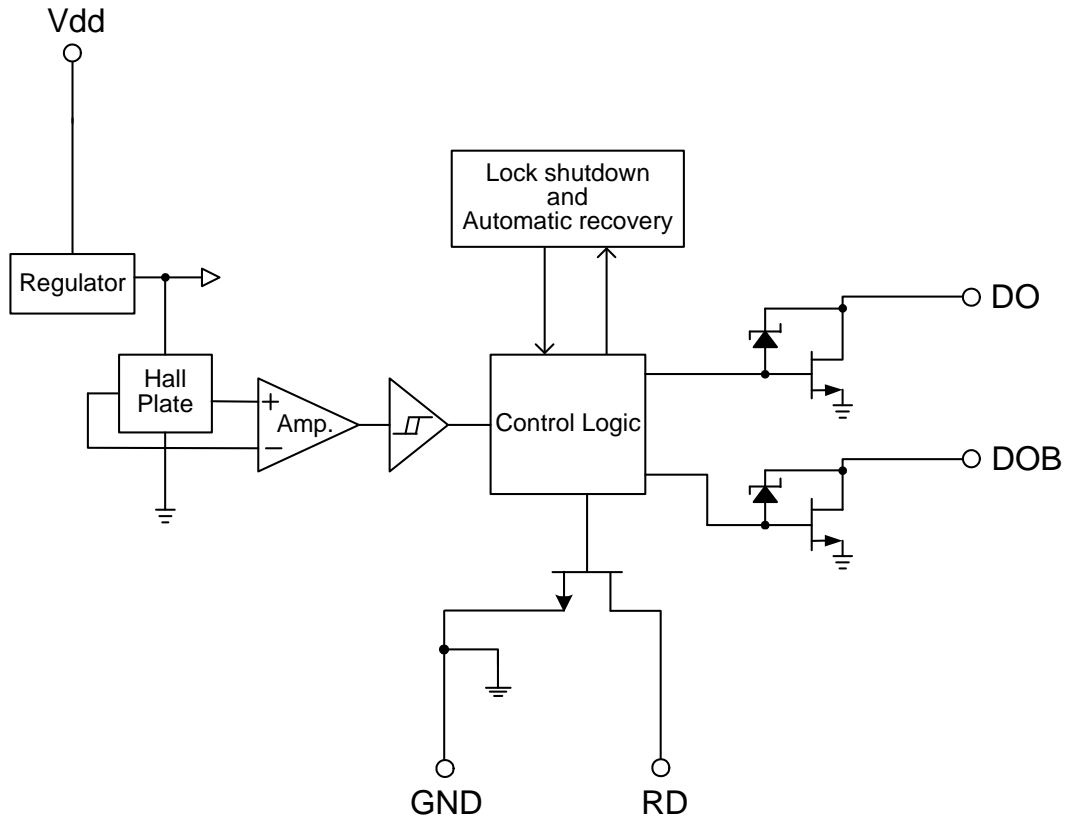 Vdd
Lock shutdown
and
Automatic recovery
Regulator
DO
Hall
Plate
+
Amp.
−
Control Logic
DOB
GND
RD